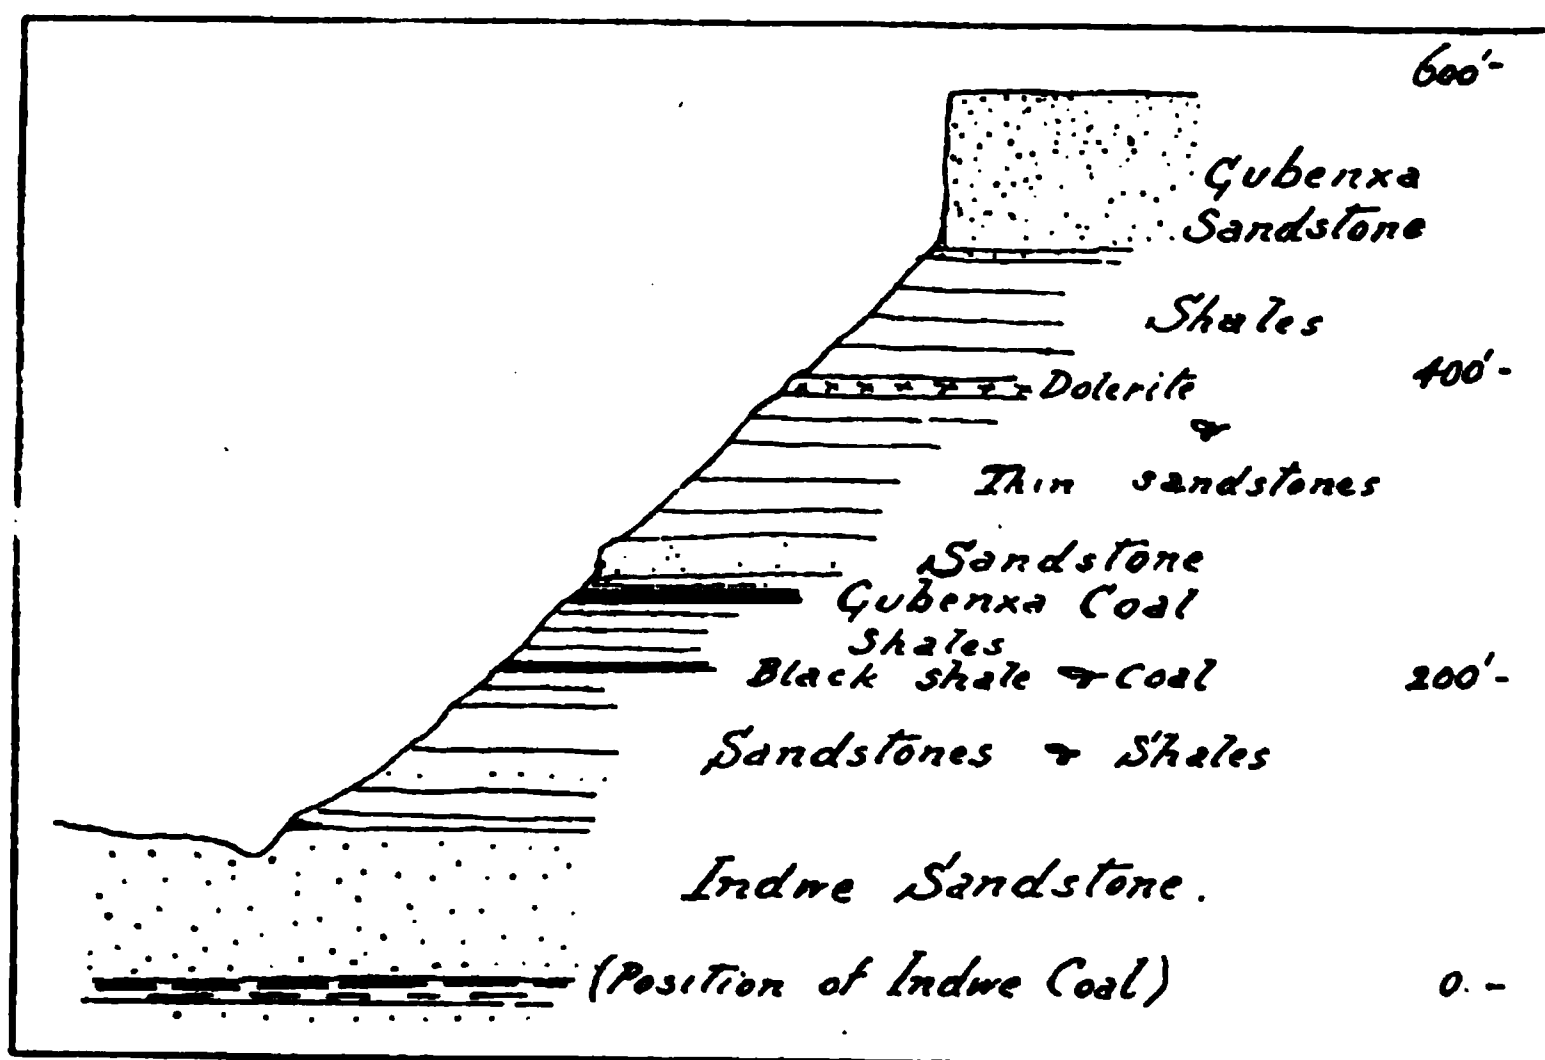 600'-
Gubenxa
Sandstone
Shales
400'-
Dolerite
&
Thin sandstones
Sandstone
Gubenxa Coal
Shales
Black shale & Coal
200'-
Sandstones & Shales
Indwe Sandstone.
(Position of Indwe Coal)
0. -